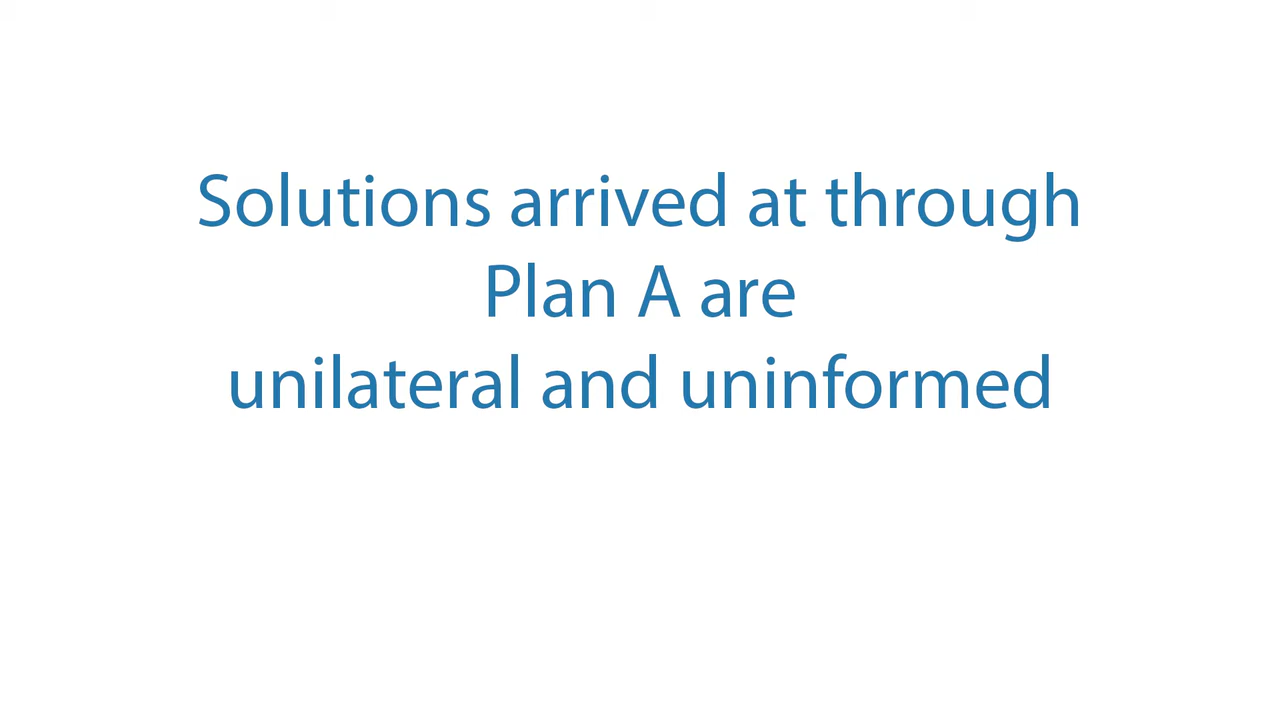 Solutions arrived at through
Plan A are
unilateral and uninformed